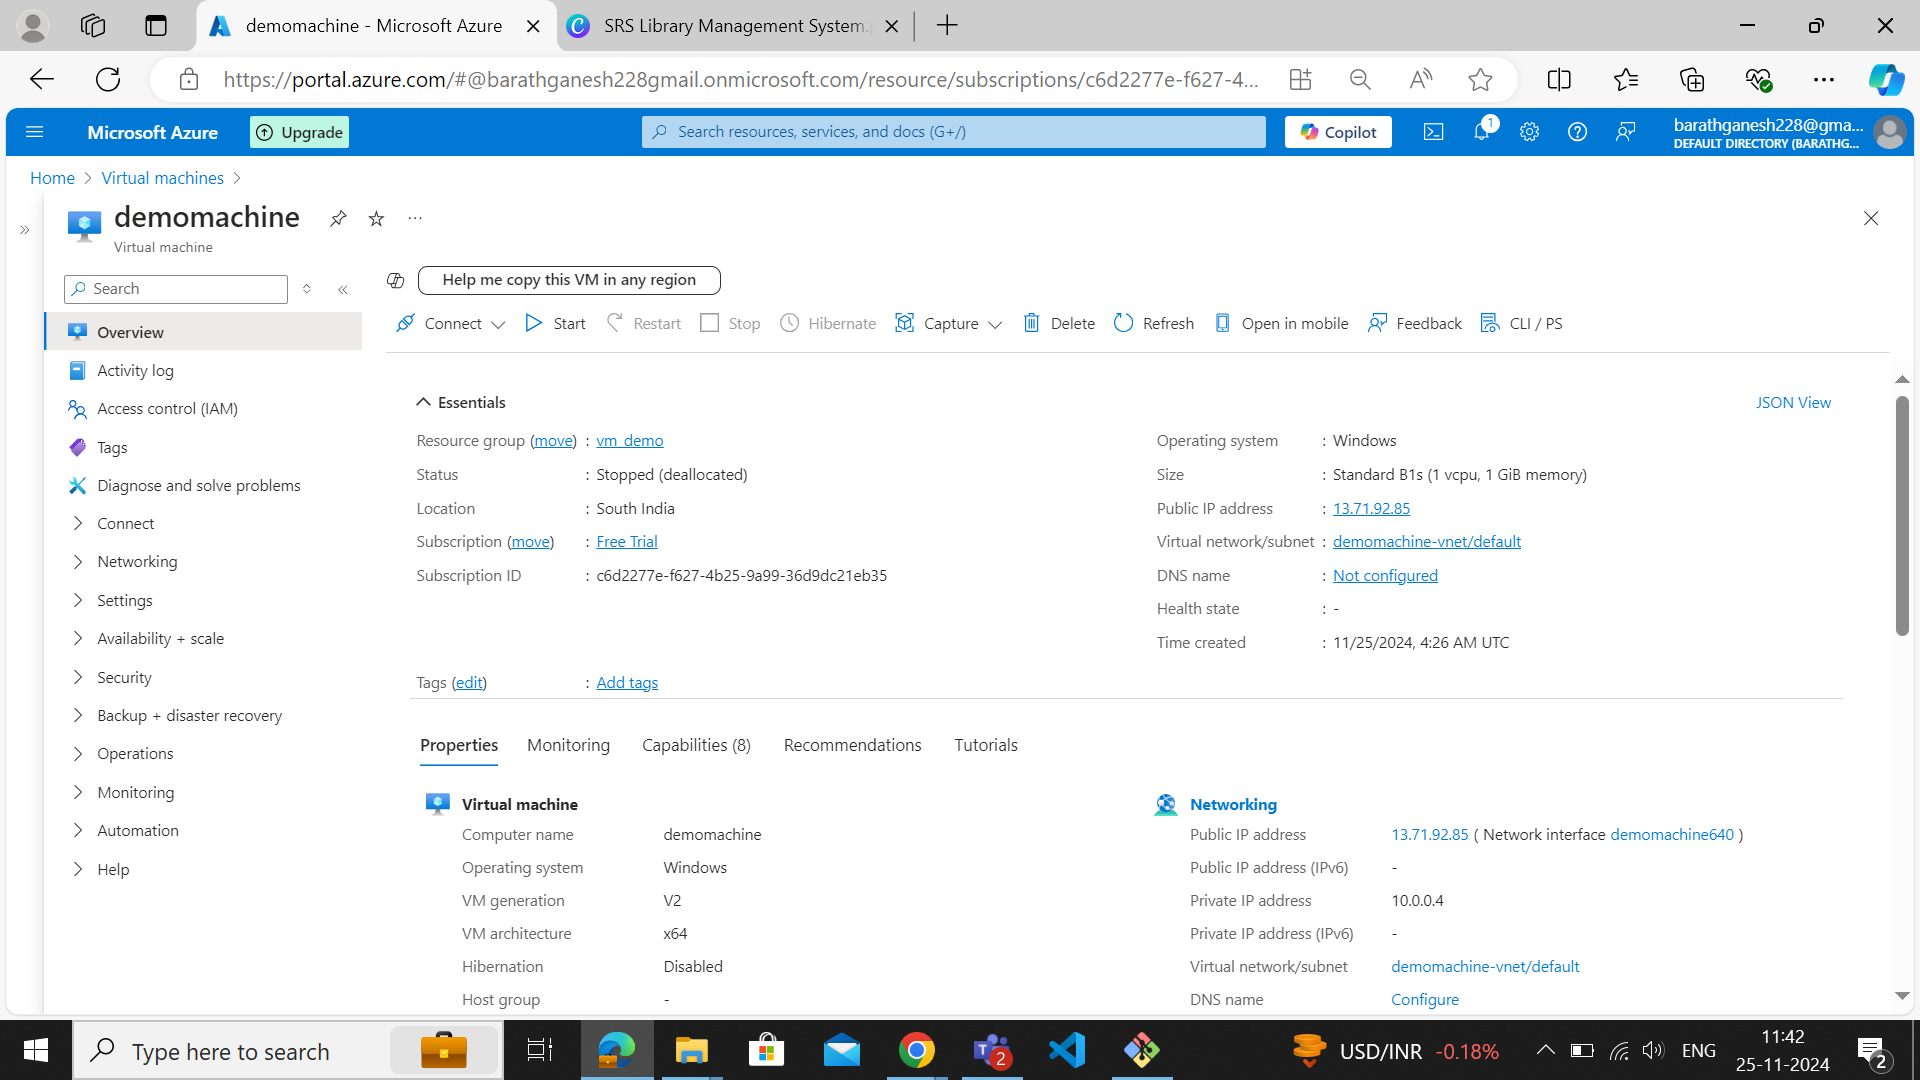 demomachine - Microsoft Azure
SRS Library Management System.
https://portal.azure.com/#@barathganesh228gmail.onmicrosoft.com/resource/subscriptions/c6d2277e-f627-4...
Microsoft Azure
Upgrade
Search resources, services, and docs (G+/)
Copilot
1
barathganesh228@gma...
DEFAULT DIRECTORY (BARATHG...
Home
Virtual machines
demomachine
Virtual machine
Search
Help me copy this VM in any region
Connect
Start
Restart
Stop
Hibernate
Capture
Delete
Refresh
Open in mobile
Feedback
CLI / PS
Overview
Activity log
Access control (IAM)
Tags
Diagnose and solve problems
Connect
Networking
Settings
Availability + scale
Security
Backup + disaster recovery
Operations
Monitoring
Automation
Help
Essentials
JSON View
Resource group (move) : vm_demo
Status : Stopped (deallocated)
Location : South India
Subscription (move) : Free Trial
Subscription ID : c6d2277e-f627-4b25-9a99-36d9dc21eb35
Operating system : Windows
Size : Standard B1s (1 vcpu, 1 GiB memory)
Public IP address : 13.71.92.85
Virtual network/subnet : demomachine-vnet/default
DNS name : Not configured
Health state : -
Time created : 11/25/2024, 4:26 AM UTC
Tags (edit) : Add tags
Properties
Monitoring
Capabilities (8)
Recommendations
Tutorials
Virtual machine
Computer name demomachine
Operating system Windows
VM generation V2
VM architecture x64
Hibernation Disabled
Host group -
Networking
Public IP address 13.71.92.85 ( Network interface demomachine640 )
Public IP address (IPv6) -
Private IP address 10.0.0.4
Private IP address (IPv6) -
Virtual network/subnet demomachine-vnet/default
DNS name Configure
Type here to search
2
USD/INR -0.18%
ENG
11:42
25-11-2024
2